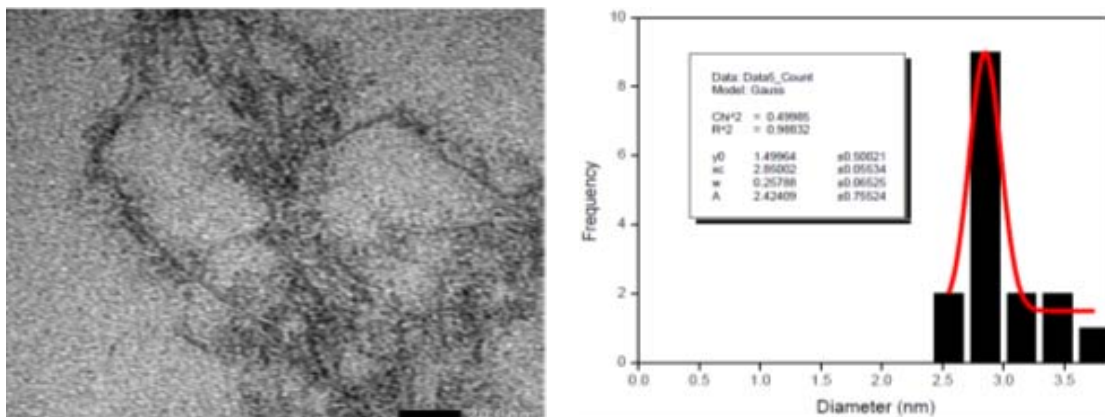 10
8
6
4
2
0
Frequency
Data: Data5_Count
Model: Gauss
Chi^2 = 0.49985
R^2 = 0.98832
y0 1.49964 ±0.50021
xc 2.85002 ±0.05534
w 0.25788 ±0.06525
A 2.42409 ±0.75524
0.0 0.5 1.0 1.5 2.0 2.5 3.0 3.5
Diameter (nm)